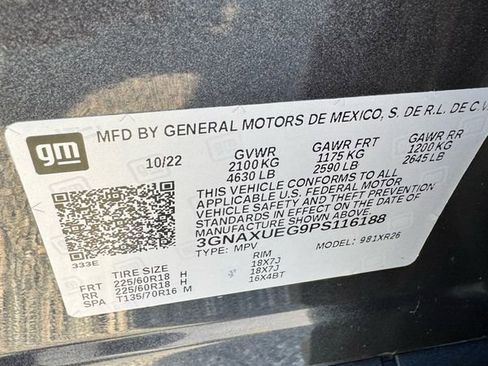 gm
MFD BY GENERAL MOTORS DE MEXICO, S. DE R.L. DE C.V.
10/22 GVWR GAWR FRT GAWR RR
2100 KG 1175 KG 1200 KG
4630 LB 2590 LB 2645 LB
THIS VEHICLE CONFORMS TO ALL
APPLICABLE U.S. FEDERAL MOTOR
VEHICLE SAFETY AND THEFT PREVENTION
STANDARDS IN EFFECT ON THE DATE OF
MANUFACTURE SHOWN ABOVE.
3GNAXUEG9PS116188
TYPE: MPV MODEL: 981XR26
333E
TIRE SIZE RIM
FRT 225/60R18 H 18X7J
RR 225/60R18 H 18X7J
SPA T135/70R16 M 16X4BT